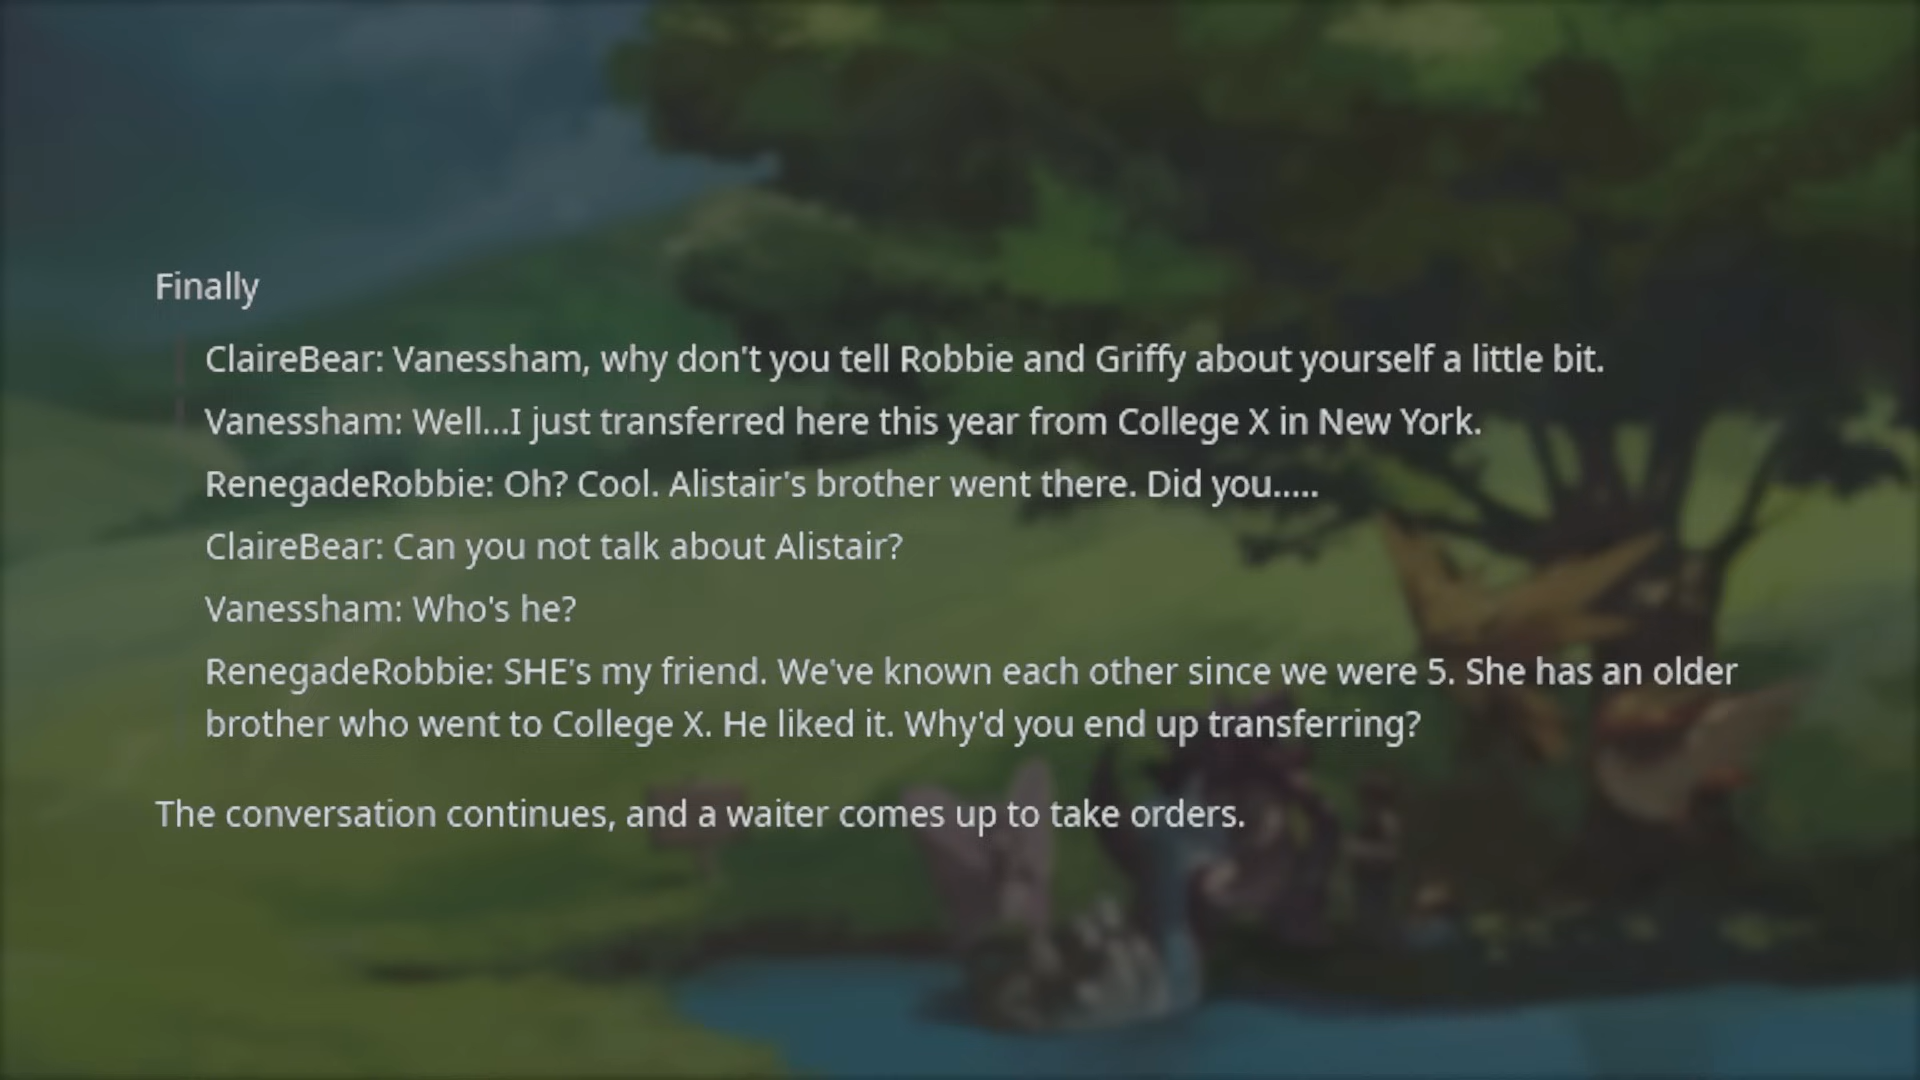 Finally
ClaireBear: Vanessham, why don't you tell Robbie and Griffy about yourself a little bit.
Vanessham: Well...I just transferred here this year from College X in New York.
RenegadeRobbie: Oh? Cool. Alistair's brother went there. Did you.....
ClaireBear: Can you not talk about Alistair?
Vanessham: Who's he?
RenegadeRobbie: SHE's my friend. We've known each other since we were 5. She has an older
brother who went to College X. He liked it. Why'd you end up transferring?
The conversation continues, and a waiter comes up to take orders.